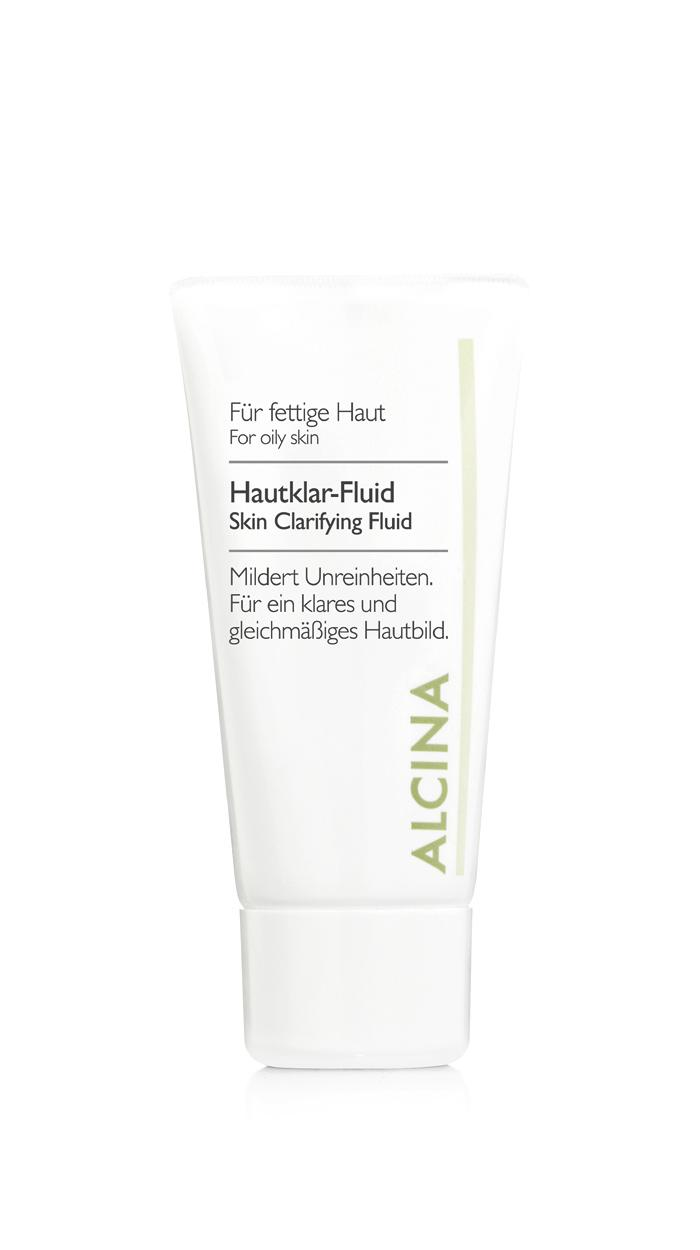 Für fettige Haut
For oily skin
Hautklar-Fluid
Skin Clarifying Fluid
Mildert Unreinheiten.
Für ein klares und
gleichmäßiges Hautbild.
ALCINA